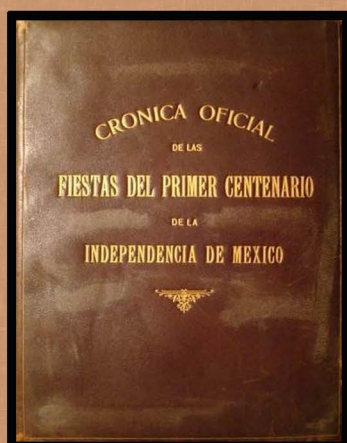 CRONICA OFICIAL
DE LAS
FIESTAS DEL PRIMER CENTENARIO
DE LA
INDEPENDENCIA DE MEXICO